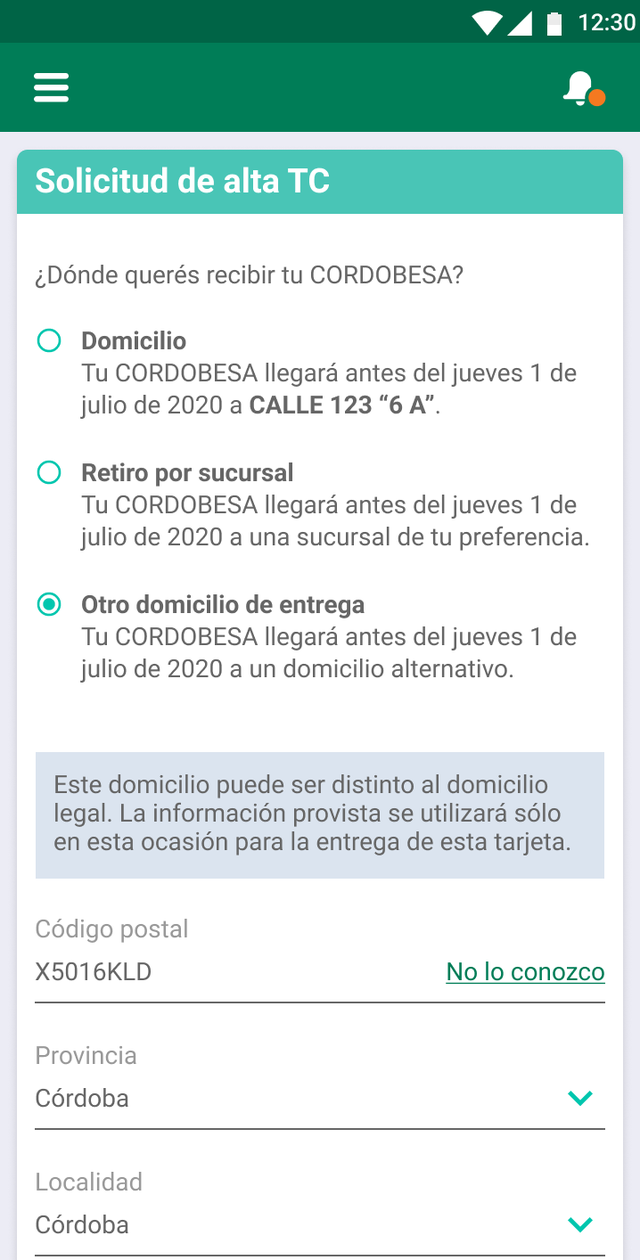 12:30
Solicitud de alta TC
¿Dónde querés recibir tu CORDOBESA?
Domicilio
Tu CORDOBESA llegará antes del jueves 1 de
julio de 2020 a CALLE 123 “6 A”.
Retiro por sucursal
Tu CORDOBESA llegará antes del jueves 1 de
julio de 2020 a una sucursal de tu preferencia.
Otro domicilio de entrega
Tu CORDOBESA llegará antes del jueves 1 de
julio de 2020 a un domicilio alternativo.
Este domicilio puede ser distinto al domicilio
legal. La información provista se utilizará sólo
en esta ocasión para la entrega de esta tarjeta.
Código postal
X5016KLD No lo conozco
Provincia
Córdoba
Localidad
Córdoba